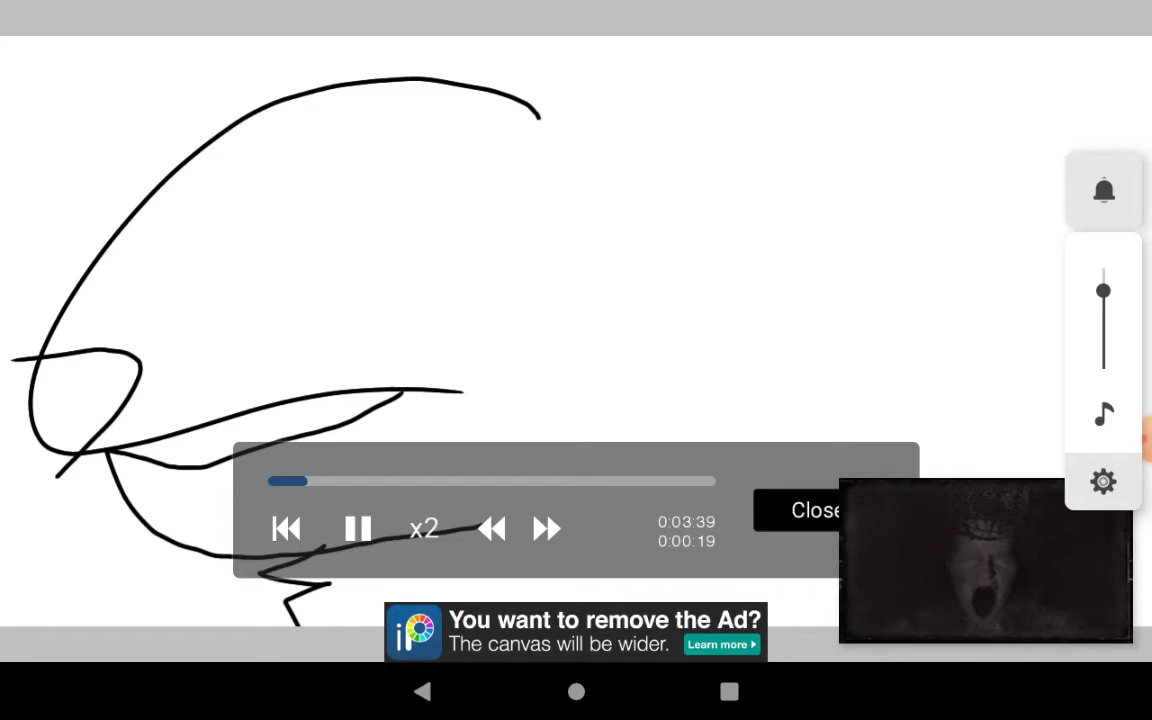 x2
0:03:39
0:00:19
Close
iP
You want to remove the Ad?
The canvas will be wider.
Learn more